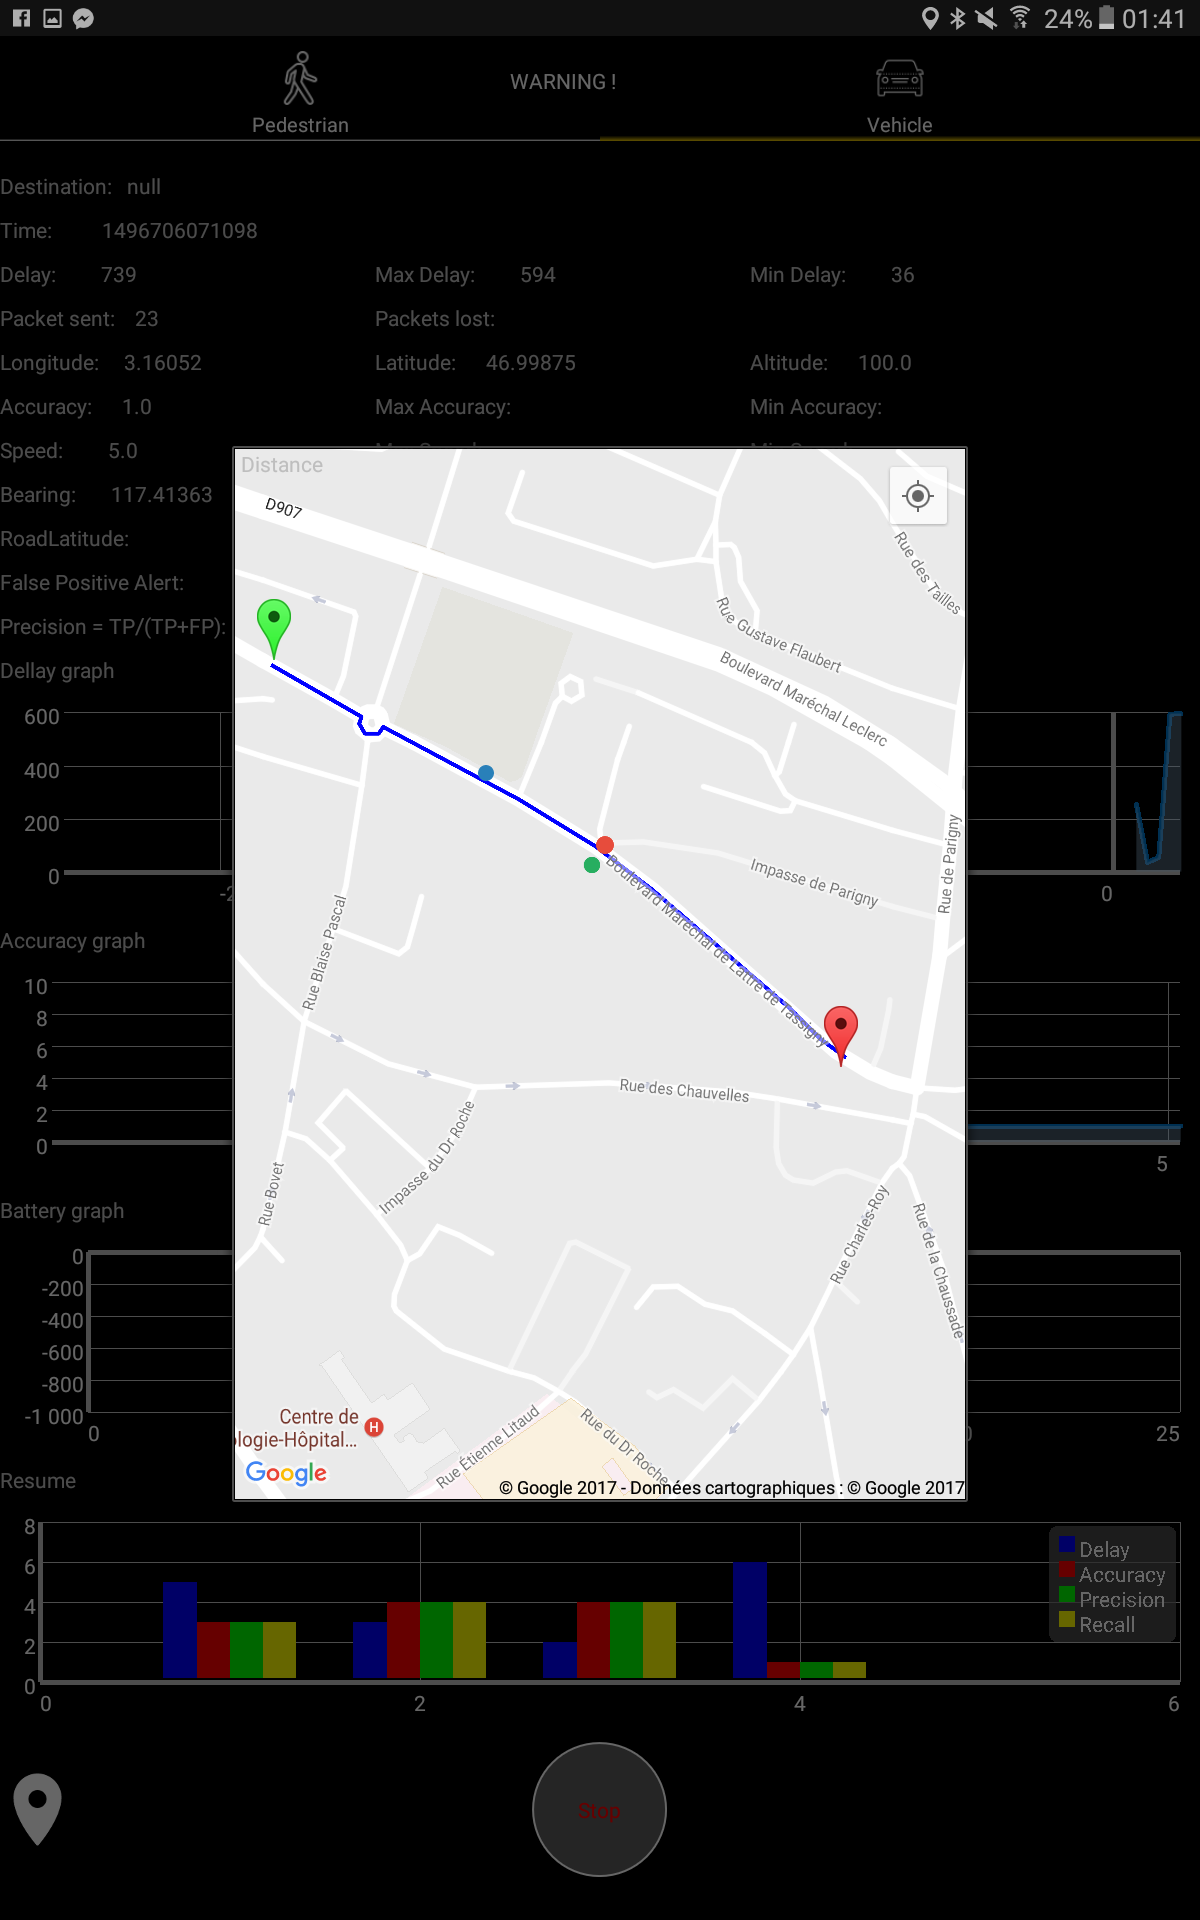 24% 01:41
WARNING !
Pedestrian Vehicle
Destination: null
Time: 1496706071098
Delay: 739 Max Delay: 594 Min Delay: 36
Packet sent: 23 Packets lost:
Longitude: 3.16052 Latitude: 46.99875 Altitude: 100.0
Accuracy: 1.0 Max Accuracy: Min Accuracy:
Speed: 5.0
Bearing: 117.41363
RoadLatitude:
False Positive Alert:
Precision = TP/(TP+FP):
Dellay graph
600
400
200
0
0
Accuracy graph
10
8
6
4
2
0
5
Battery graph
0
-200
-400
-600
-800
-1 000
0 25
Distance
D907
Rue des Tailles
Rue Gustave Flaubert
Boulevard Maréchal Leclerc
Rue de Parigny
Impasse de Parigny
Boulevard Maréchal de Lattre de Tassigny
Rue Blaise Pascal
Rue des Chauvelles
Impasse du Dr Roche
Rue Bovet
Rue Charles-Roy
Rue de la Chaussade
Centre de
logie-Hôpital...
H
Rue Étienne Litaud
Rue du Dr Roche
Google
© Google 2017 - Données cartographiques : © Google 2017
Resume
8
6
4
2
0
0 2 4 6
Delay
Accuracy
Precision
Recall
Stop